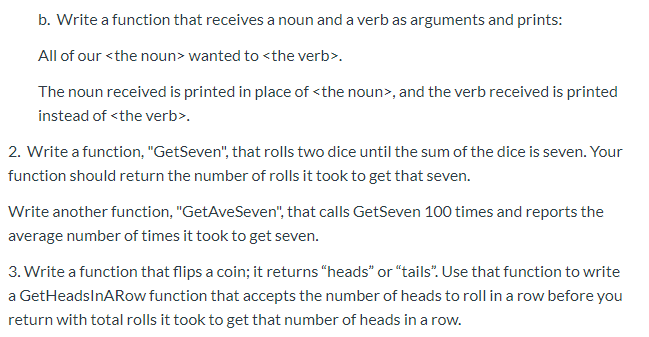 b. Write a function that receives a noun and a verb as arguments and prints:
All of our <the noun> wanted to <the verb>.
The noun received is printed in place of <the noun>, and the verb received is printed
instead of <the verb>.
2. Write a function, "GetSeven", that rolls two dice until the sum of the dice is seven. Your
function should return the number of rolls it took to get that seven.
Write another function, "GetAveSeven", that calls GetSeven 100 times and reports the
average number of times it took to get seven.
3. Write a function that flips a coin; it returns “heads” or “tails”. Use that function to write
a GetHeadsInARow function that accepts the number of heads to roll in a row before you
return with total rolls it took to get that number of heads in a row.